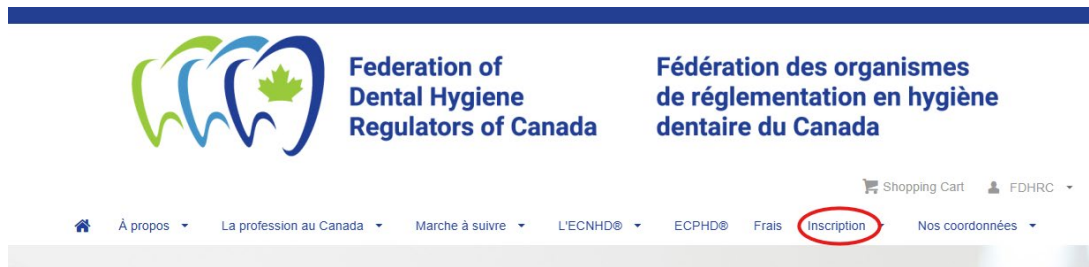 Federation of
Dental Hygiene
Regulators of Canada
Fédération des organismes
de réglementation en hygiène
dentaire du Canada
Shopping Cart FDHRC
À propos La profession au Canada Marche à suivre L'ECNHD® ECPHD® Frais Inscription Nos coordonnées